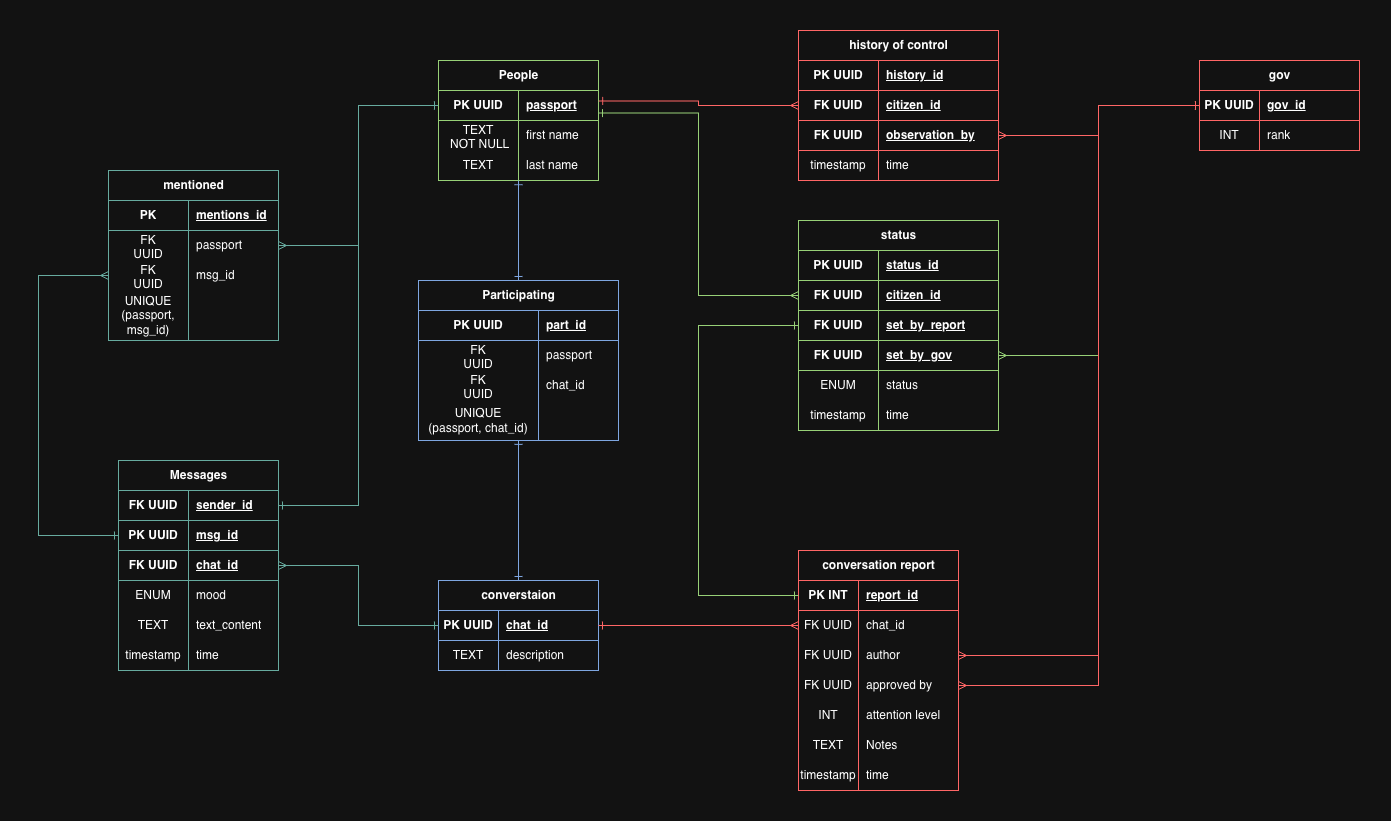 history of control
PK UUID history_id
FK UUID citizen_id
FK UUID observation_by
timestamp time
People
PK UUID passport
TEXT
NOT NULL
first name
TEXT last name
gov
PK UUID gov_id
INT rank
mentioned
PK mentions_id
FK
UUID
passport
FK
UUID
msg_id
UNIQUE
(passport,
msg_id)
status
PK UUID status_id
FK UUID citizen_id
FK UUID set_by_report
FK UUID set_by_gov
ENUM status
timestamp time
Participating
PK UUID part_id
FK
UUID
passport
FK
UUID
chat_id
UNIQUE
(passport, chat_id)
Messages
FK UUID sender_id
PK UUID msg_id
FK UUID chat_id
ENUM mood
TEXT text_content
timestamp time
converstaion
PK UUID chat_id
TEXT description
conversation report
PK INT report_id
FK UUID chat_id
FK UUID author
FK UUID approved by
INT attention level
TEXT Notes
timestamp time